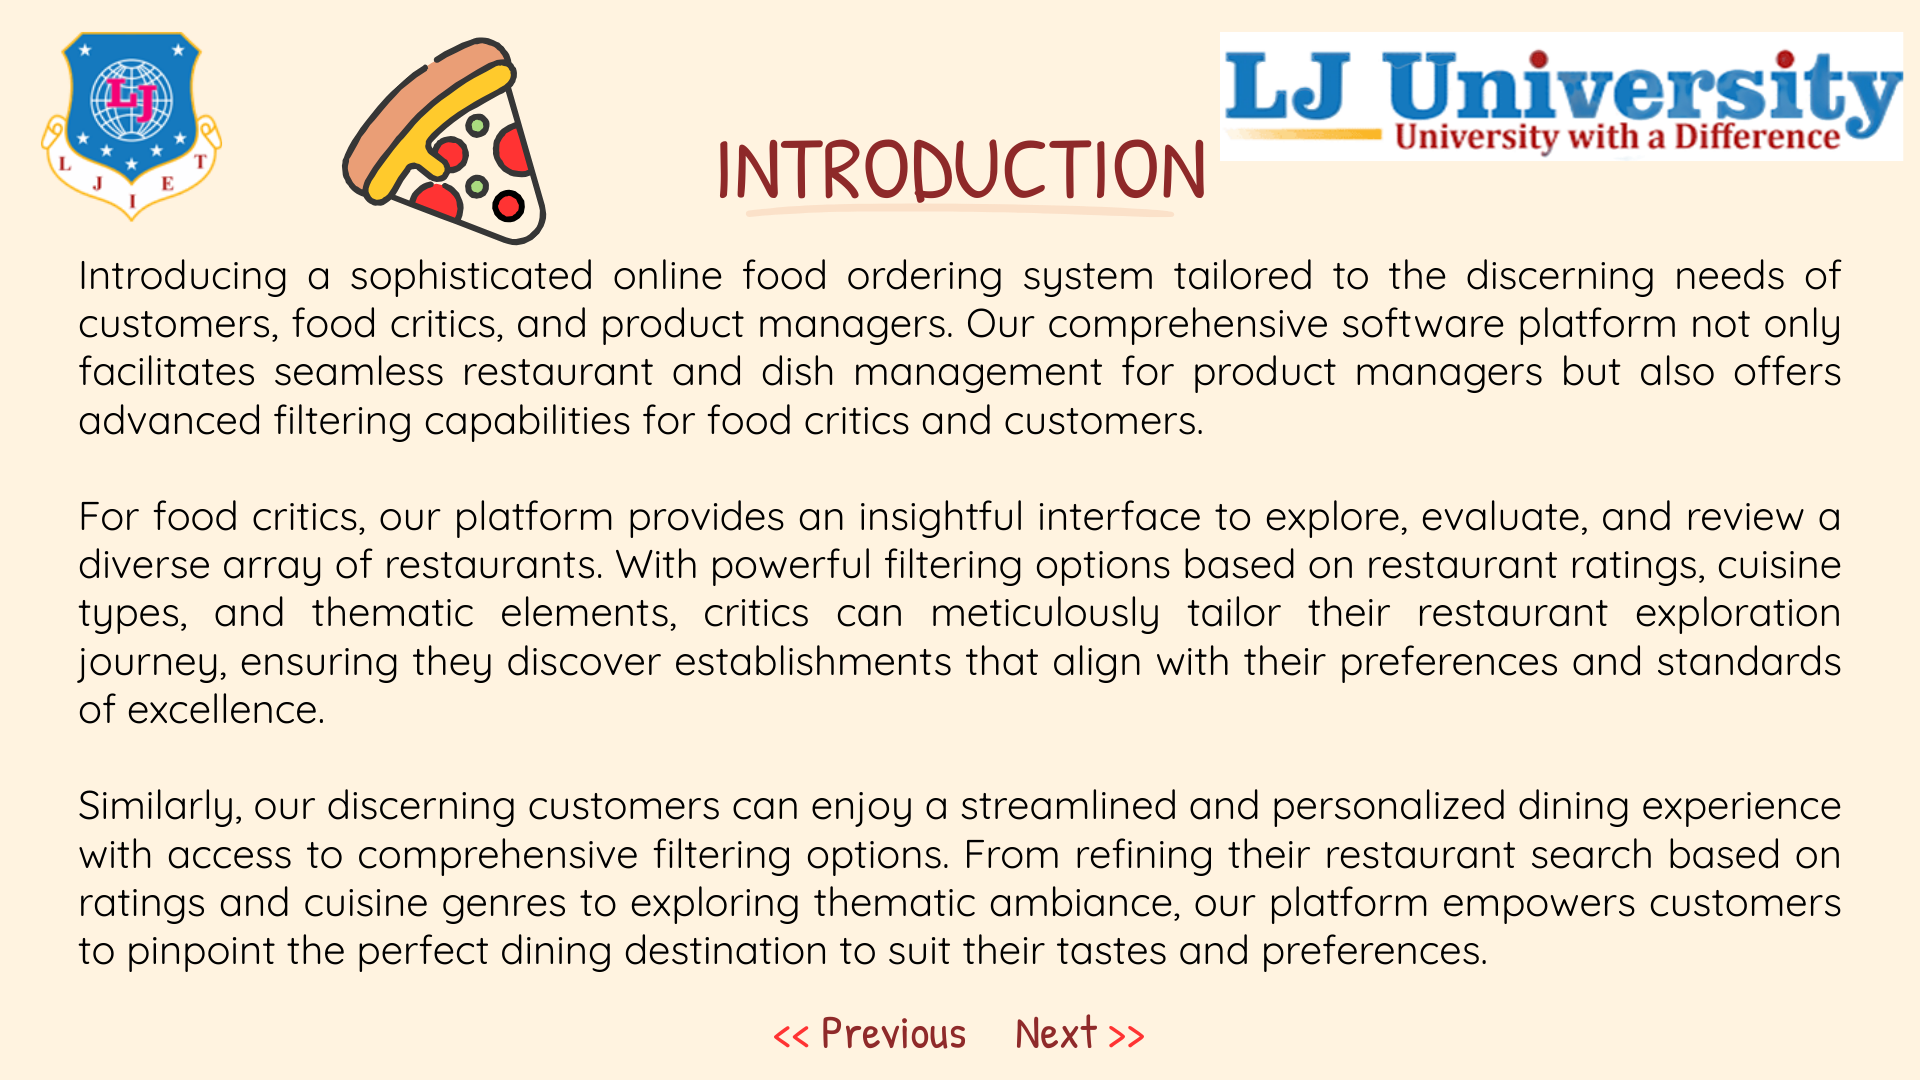 LJ
L J I E T
LJ University
University with a Difference
INTRODUCTION
Introducing a sophisticated online food ordering system tailored to the discerning needs of
customers, food critics, and product managers. Our comprehensive software platform not only
facilitates seamless restaurant and dish management for product managers but also offers
advanced filtering capabilities for food critics and customers.
For food critics, our platform provides an insightful interface to explore, evaluate, and review a
diverse array of restaurants. With powerful filtering options based on restaurant ratings, cuisine
types, and thematic elements, critics can meticulously tailor their restaurant exploration
journey, ensuring they discover establishments that align with their preferences and standards
of excellence.
Similarly, our discerning customers can enjoy a streamlined and personalized dining experience
with access to comprehensive filtering options. From refining their restaurant search based on
ratings and cuisine genres to exploring thematic ambiance, our platform empowers customers
to pinpoint the perfect dining destination to suit their tastes and preferences.
<< Previous Next >>